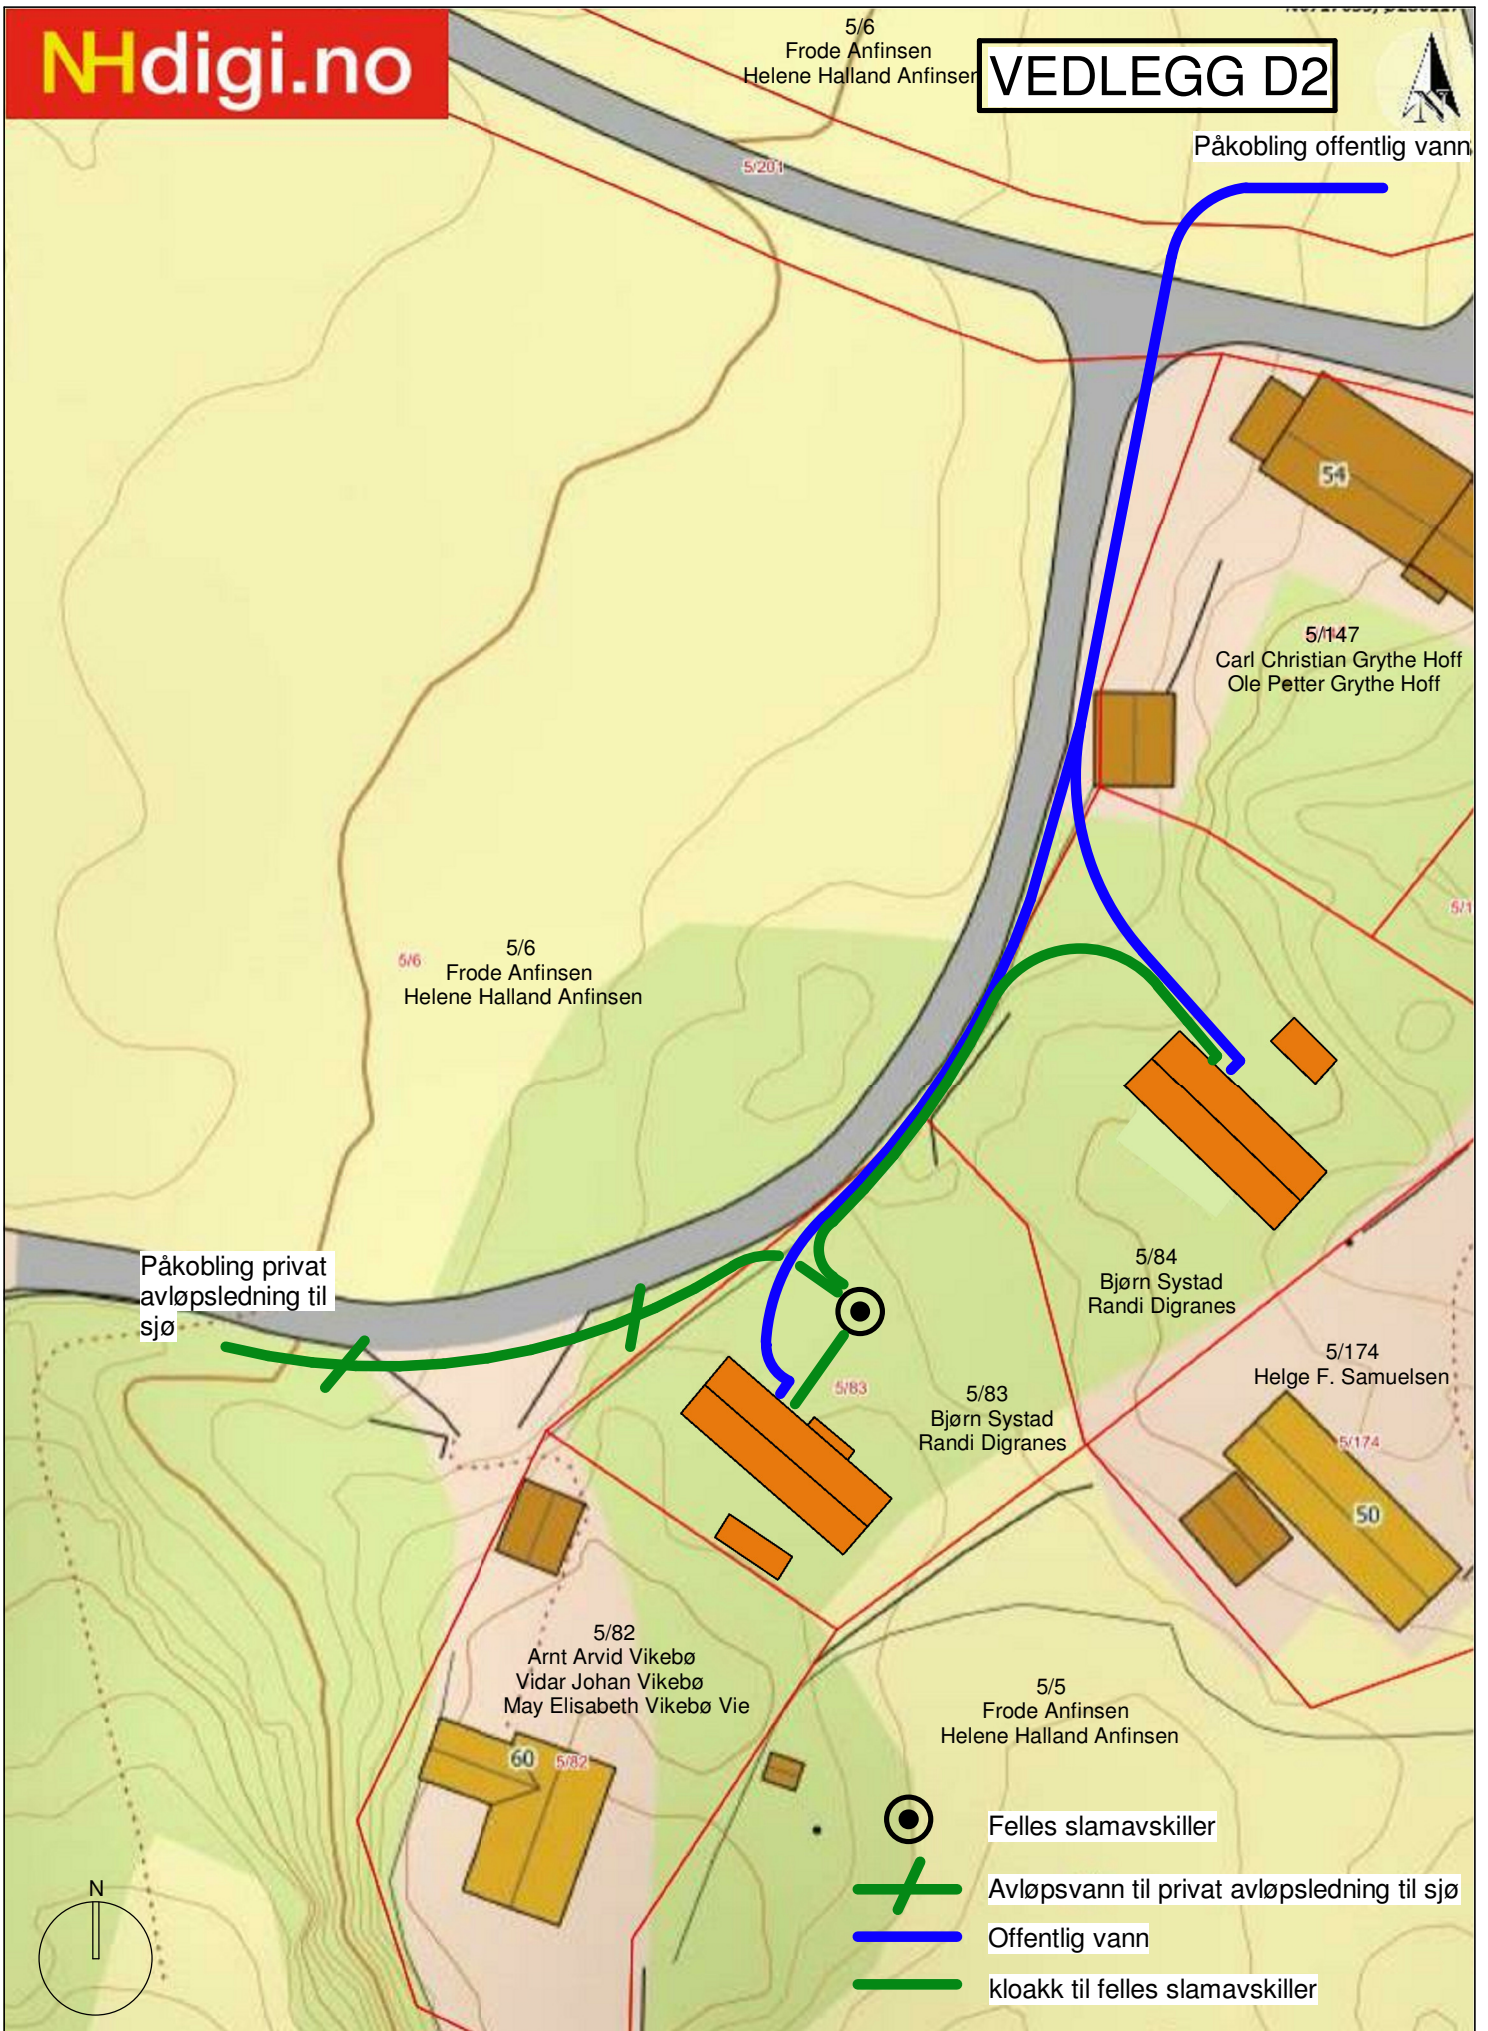 NHdigi.no
5/6
Frode Anfinsen
Helene Halland Anfinsen
VEDLEGG D2
N
Påkobling offentlig vann
5/201
54
5/147
Carl Christian Grythe Hoff
Ole Petter Grythe Hoff
5/1
5/6
5/6
Frode Anfinsen
Helene Halland Anfinsen
Påkobling privat
avløpsledning til
sjø
5/84
Bjørn Systad
Randi Digranes
5/174
Helge F. Samuelsen
5/83
5/83
Bjørn Systad
Randi Digranes
5/174
50
5/82
Arnt Arvid Vikebø
Vidar Johan Vikebø
May Elisabeth Vikebø Vie
60
5/82
5/5
Frode Anfinsen
Helene Halland Anfinsen
Felles slamavskiller
Avløpsvann til privat avløpsledning til sjø
Offentlig vann
kloakk til felles slamavskiller
N